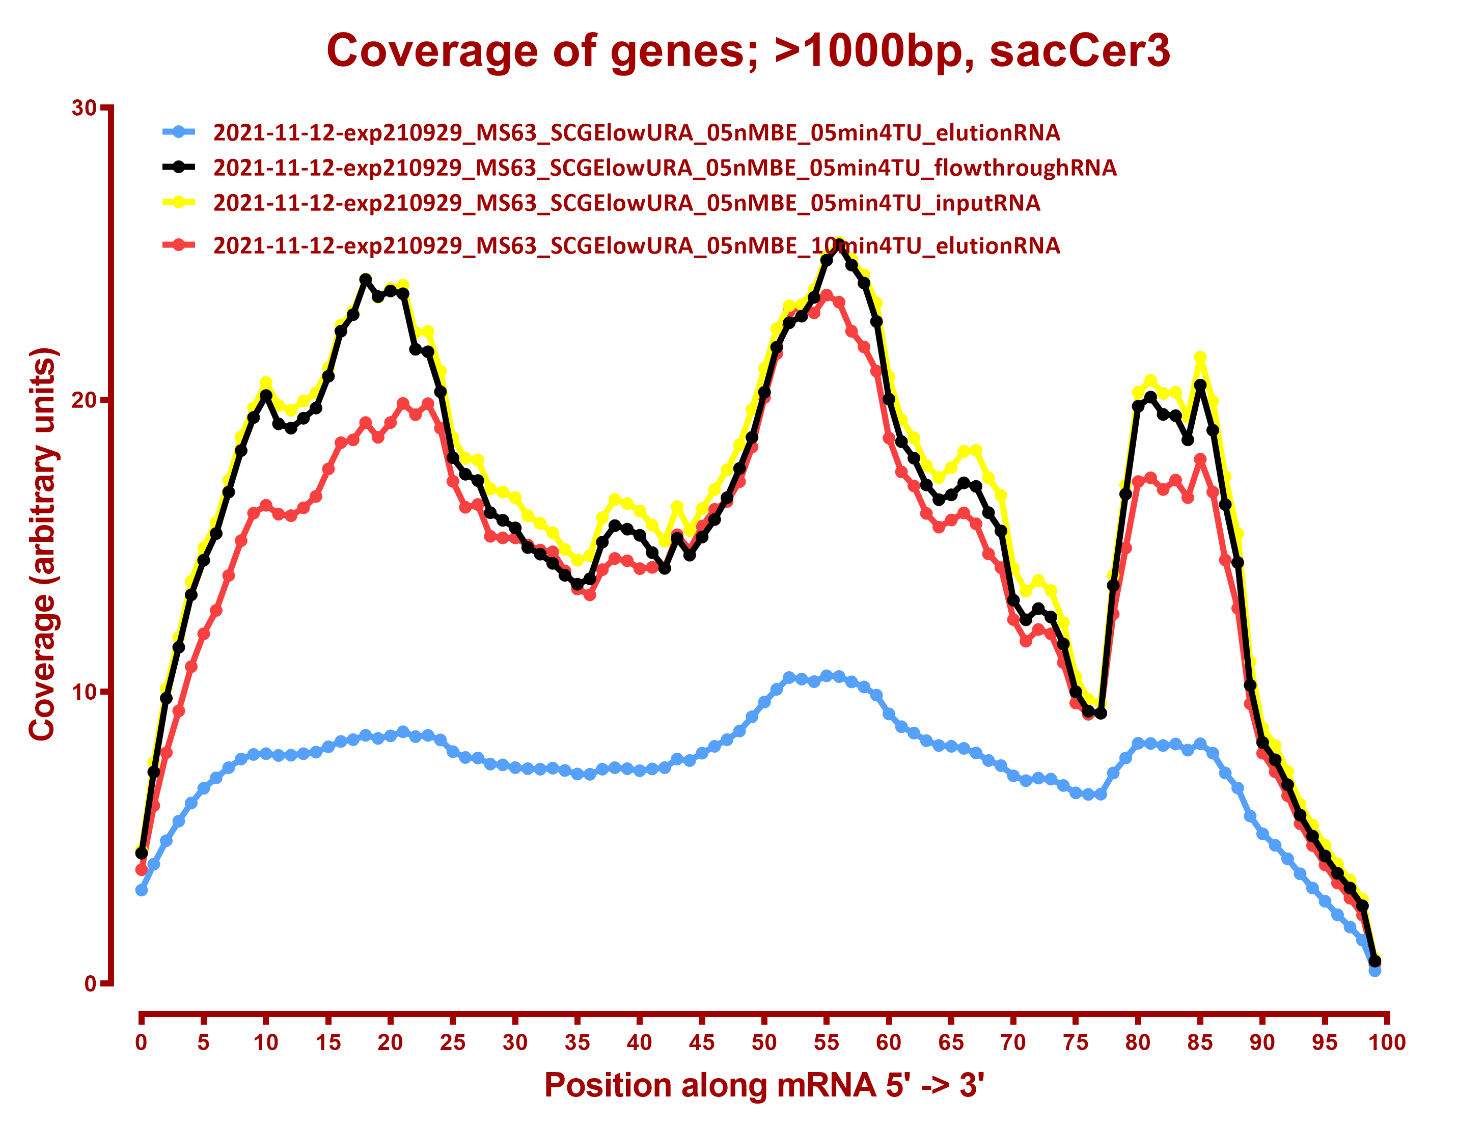 Coverage of genes; >1000bp, sacCer3
30
2021-11-12-exp210929_MS63_SCGElowURA_05nMBE_05min4TU_elutionRNA
2021-11-12-exp210929_MS63_SCGElowURA_05nMBE_05min4TU_flowthroughRNA
2021-11-12-exp210929_MS63_SCGElowURA_05nMBE_05min4TU_inputRNA
2021-11-12-exp210929_MS63_SCGElowURA_05nMBE_10min4TU_elutionRNA
20
10
0
Coverage (arbitrary units)
0 5 10 15 20 25 30 35 40 45 50 55 60 65 70 75 80 85 90 95 100
Position along mRNA 5' -> 3'